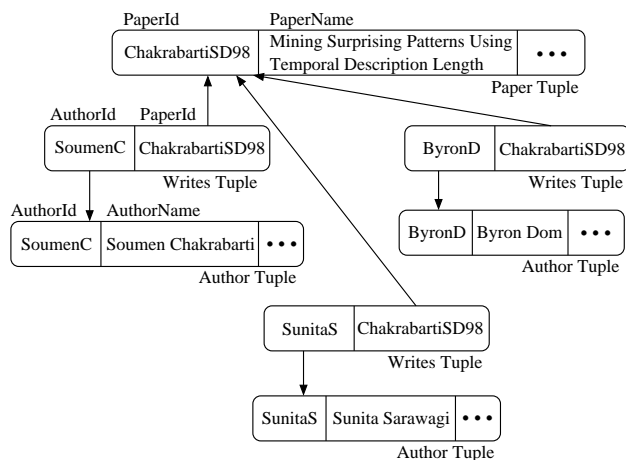 PaperId PaperName
ChakrabartiSD98 Mining Surprising Patterns Using
Temporal Description Length •••
Paper Tuple
AuthorId PaperId
SoumenC ChakrabartiSD98
Writes Tuple
ByronD ChakrabartiSD98
Writes Tuple
AuthorId AuthorName
SoumenC Soumen Chakrabarti •••
Author Tuple
ByronD Byron Dom •••
Author Tuple
SunitaS ChakrabartiSD98
Writes Tuple
SunitaS Sunita Sarawagi •••
Author Tuple